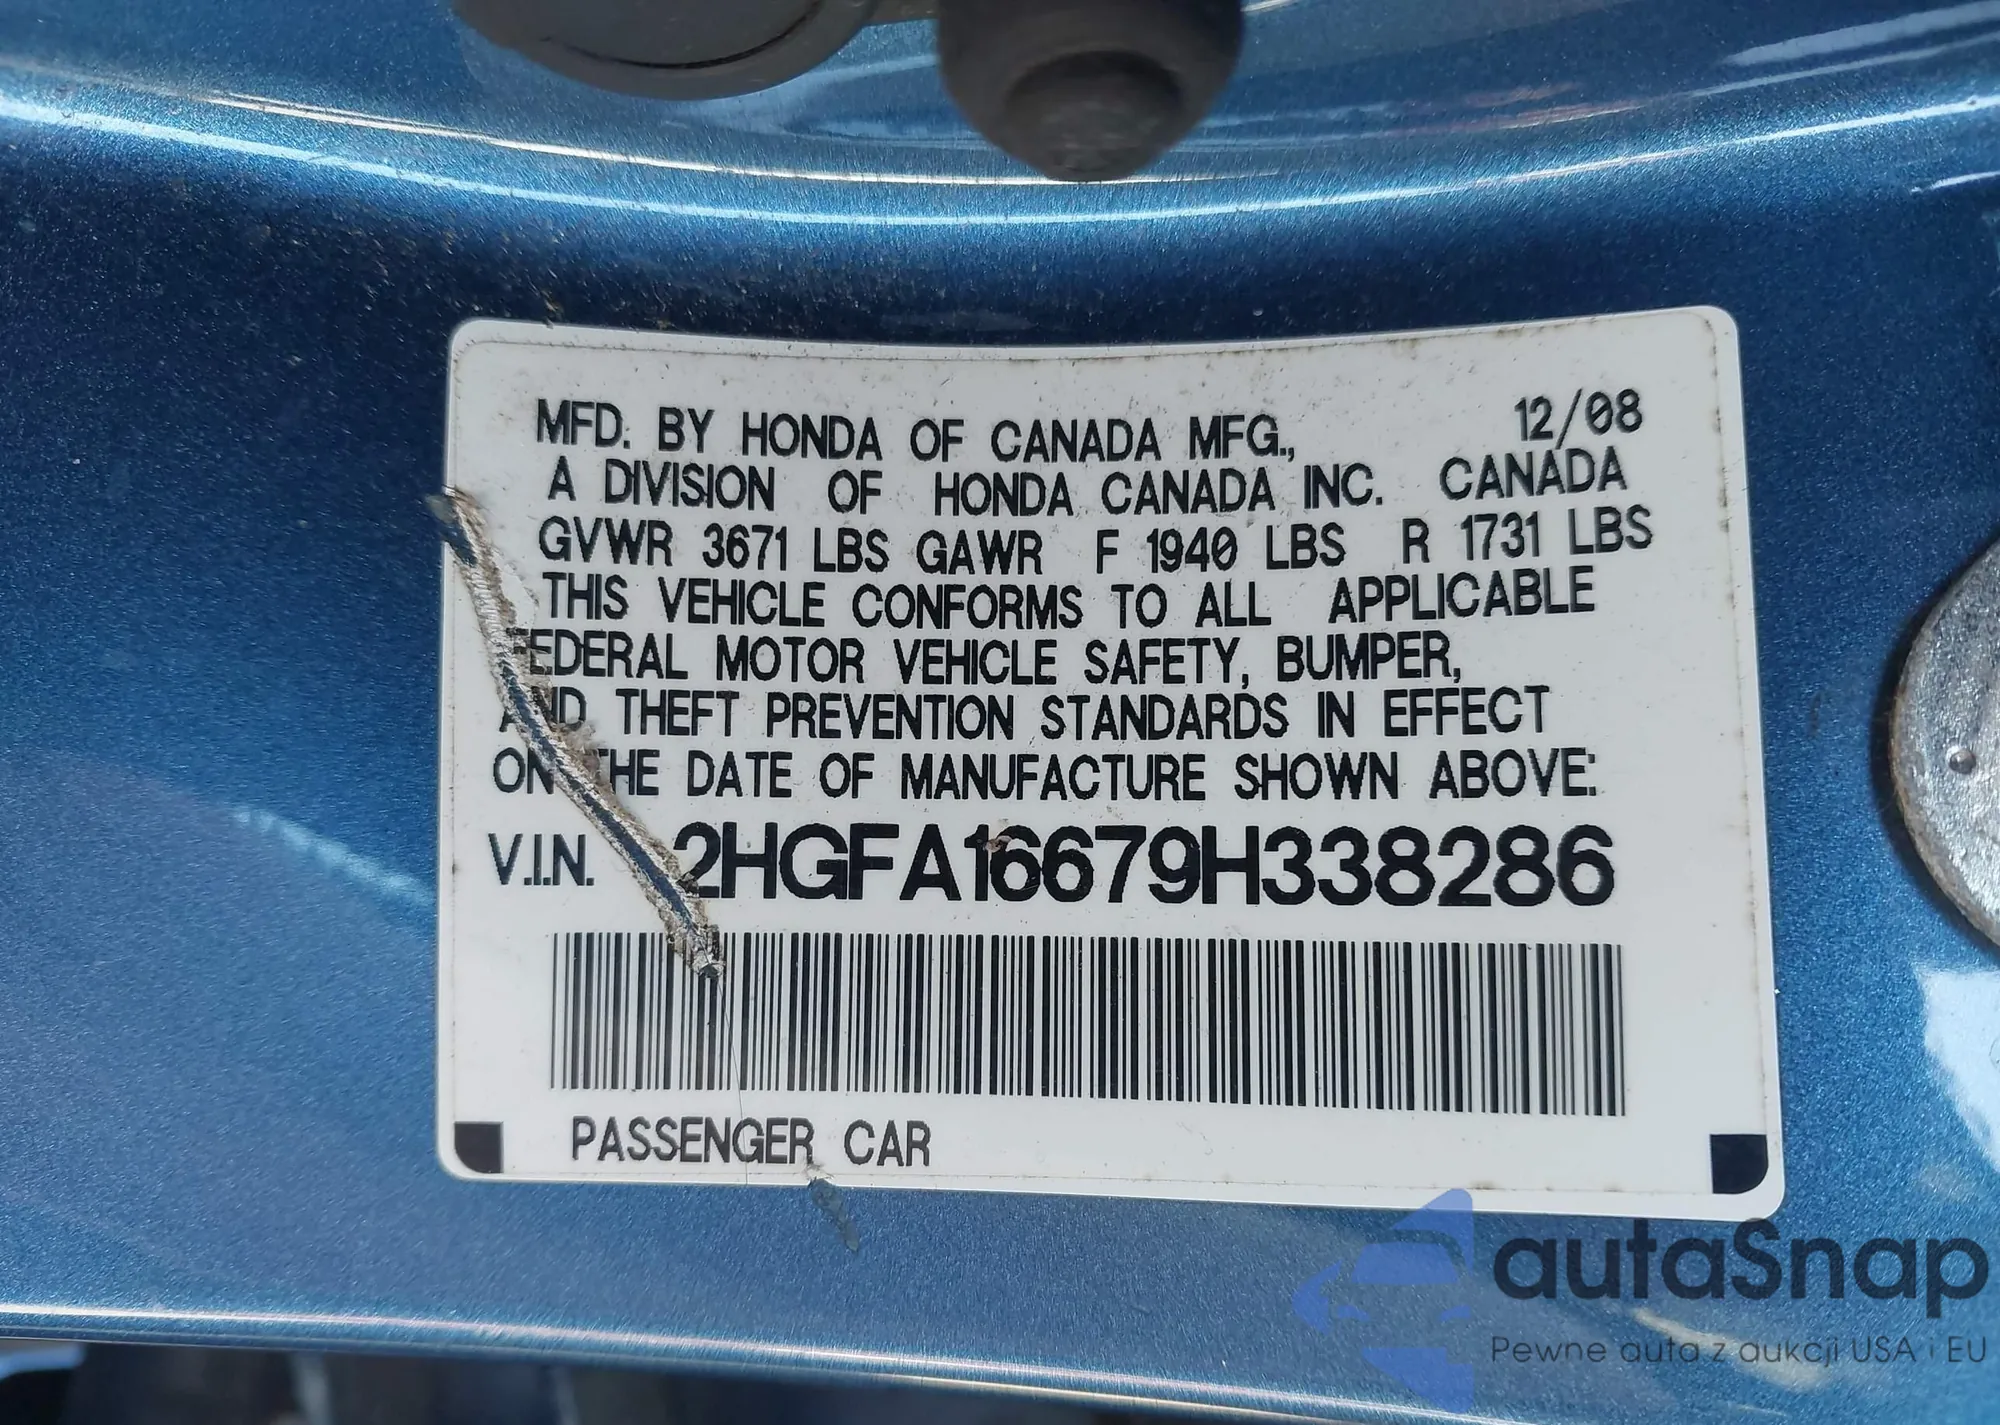 MFD. BY HONDA OF CANADA MFG., 12/08
A DIVISION OF HONDA CANADA INC. CANADA
GVWR 3671 LBS GAWR F 1940 LBS R 1731 LBS
THIS VEHICLE CONFORMS TO ALL APPLICABLE
FEDERAL MOTOR VEHICLE SAFETY, BUMPER,
AND THEFT PREVENTION STANDARDS IN EFFECT
ON THE DATE OF MANUFACTURE SHOWN ABOVE:
V.I.N. 2HGFA16679H338286
PASSENGER CAR
autaSnap
Pewne auta z aukcji USA i EU